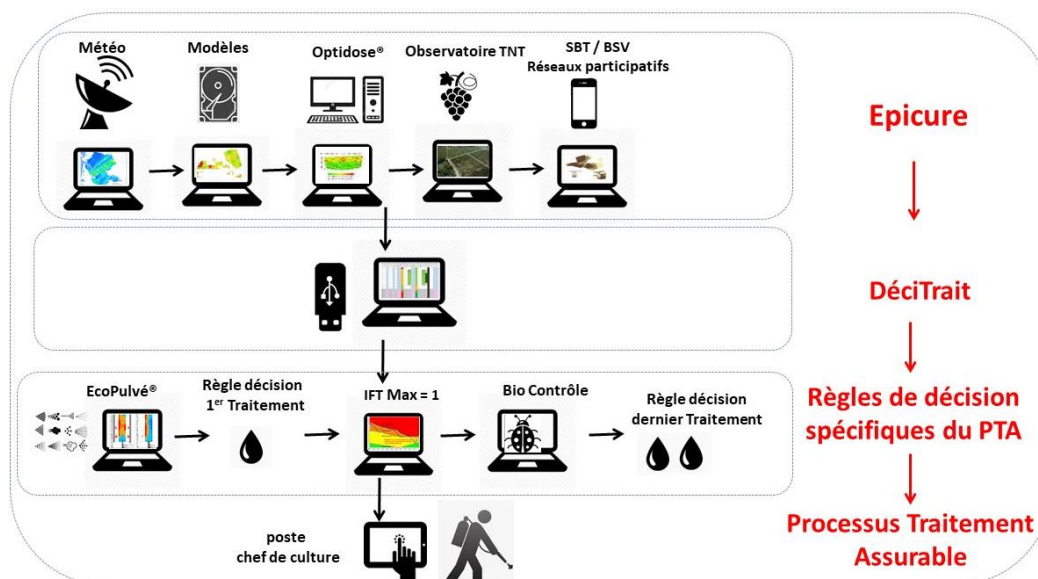 Météo
Modèles
Optidose®
Observatoire TNT
SBT / BSV
Réseaux participatifs
Epicure
DéciTrait
EcoPulvé®
Règle décision
1er Traitement
IFT Max = 1
Bio Contrôle
Règle décision
dernier Traitement
Règles de décision
spécifiques du PTA
poste
chef de culture
Processus Traitement
Assurable